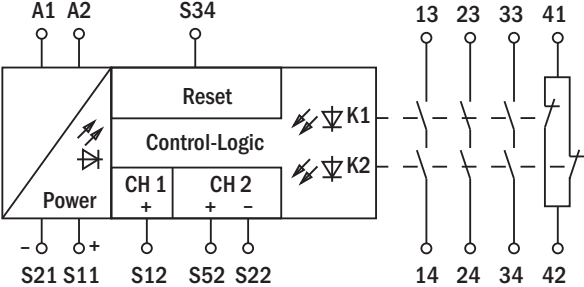 A1 A2 S34 13 23 33 41
Reset
K1
Control-Logic
K2
CH 1 CH 2
Power + + –
– +
S21 S11 S12 S52 S22 14 24 34 42